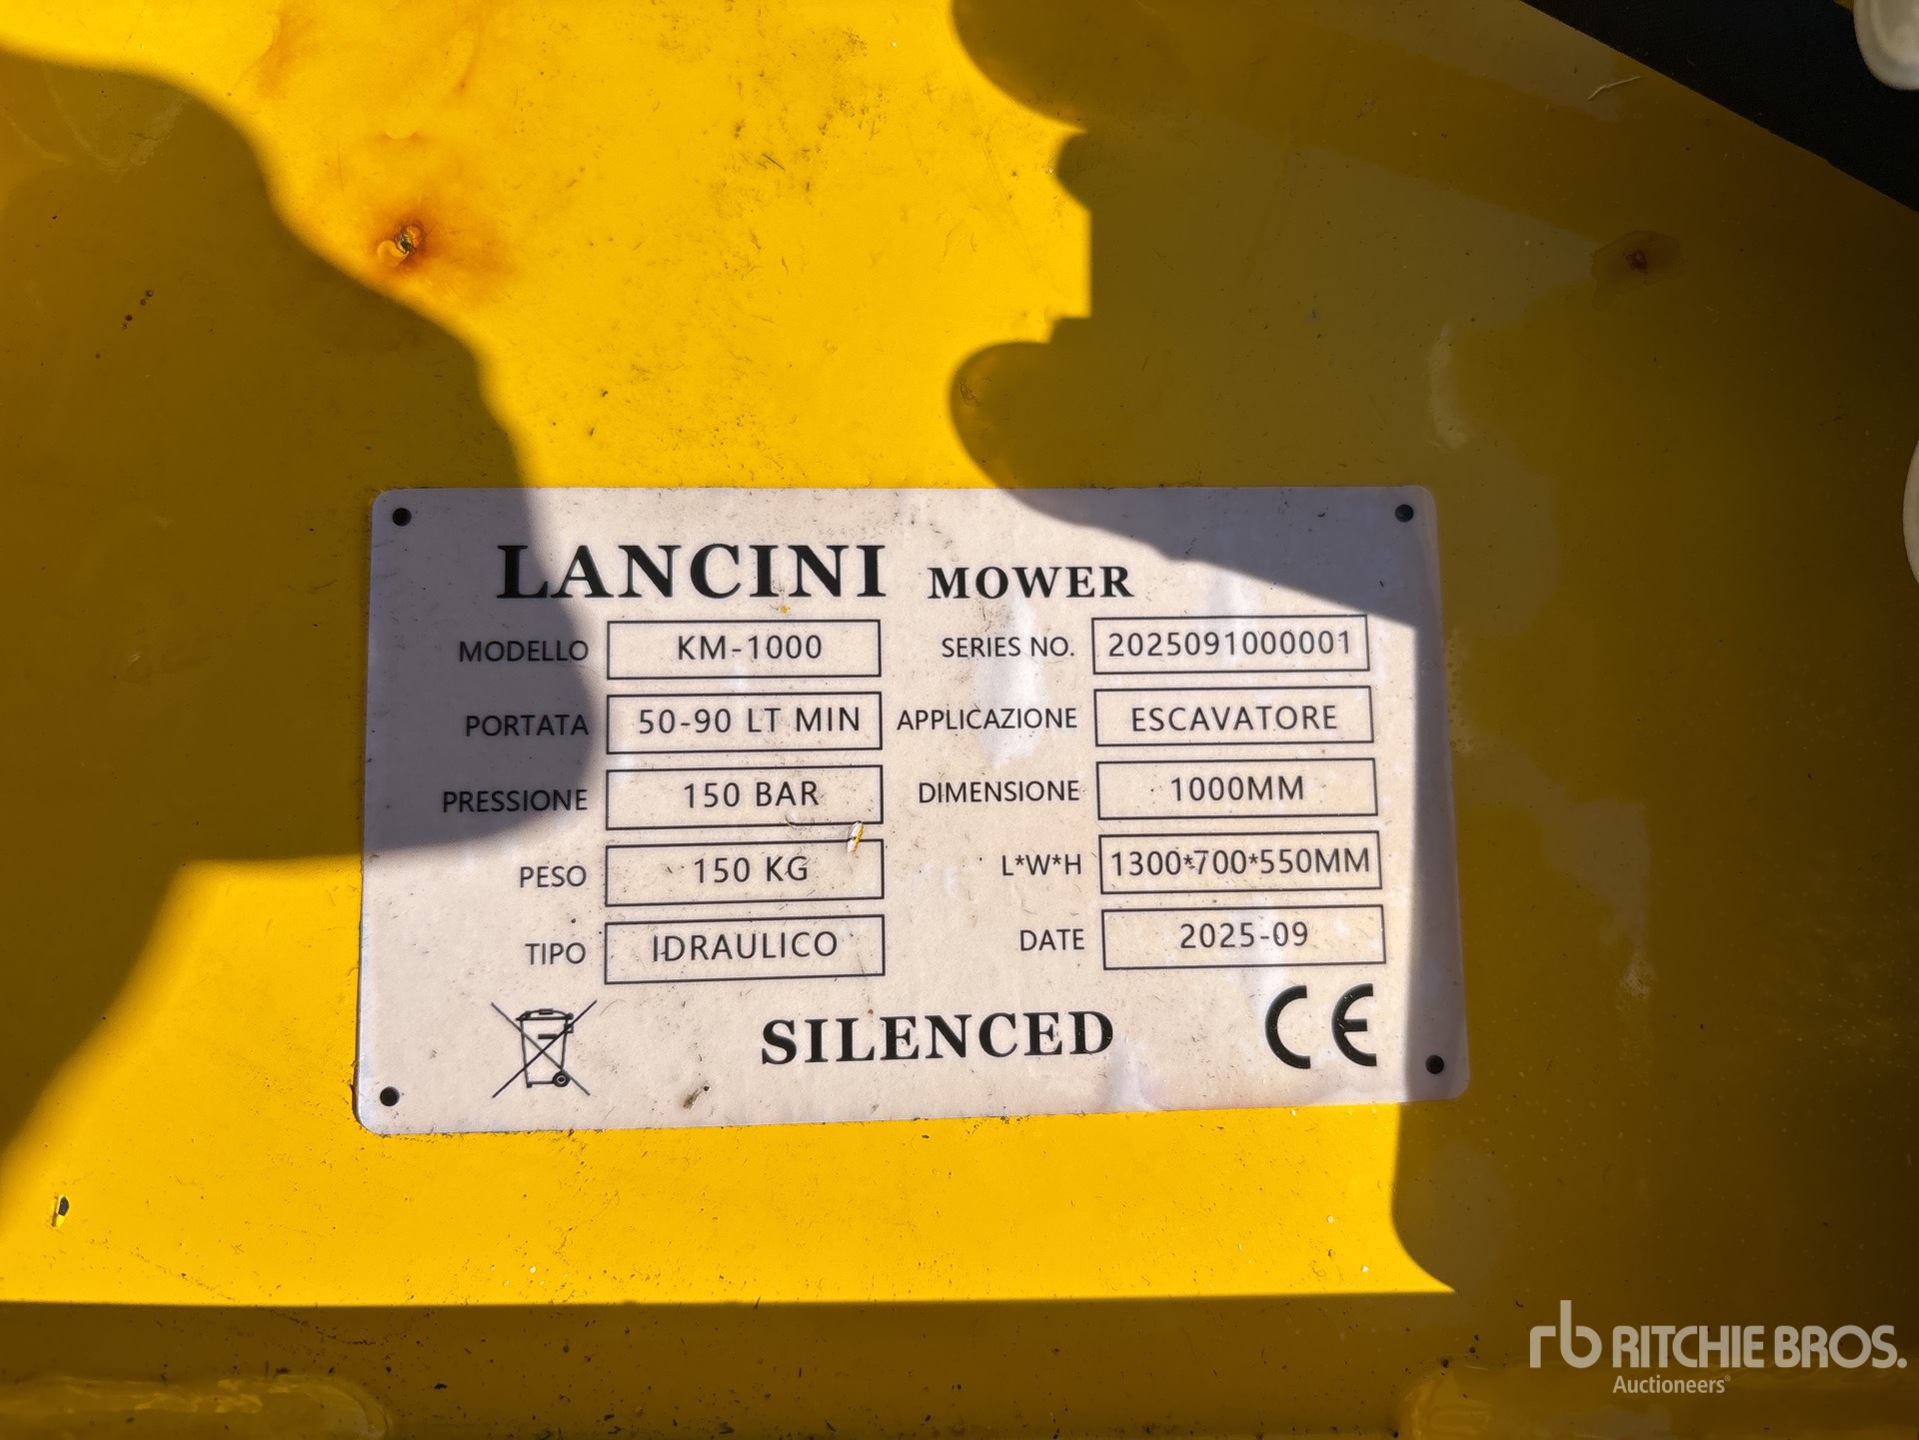 LANCINI MOWER
MODELLO KM-1000 SERIES NO. 2025091000001
PORTATA 50-90 LT MIN APPLICAZIONE ESCAVATORE
PRESSIONE 150 BAR DIMENSIONE 1000MM
PESO 150 KG L*W*H 1300*700*550MM
TIPO IDRAULICO DATE 2025-09
SILENCED CE
rb RITCHIE BROS.
Auctioneers